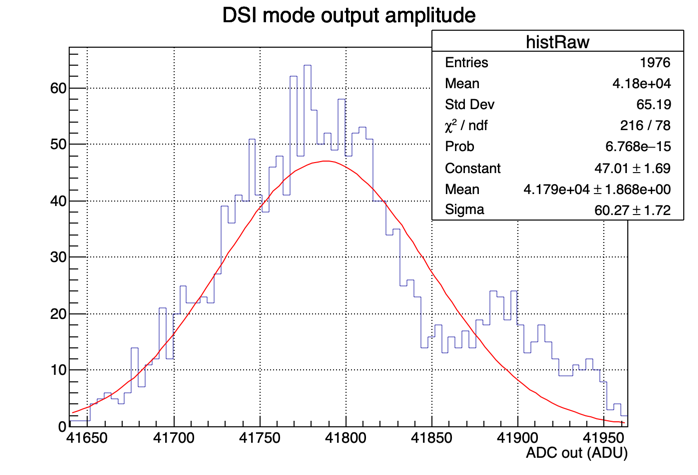 DSI mode output amplitude
histRaw
Entries 1976
Mean 4.18e+04
Std Dev 65.19
χ² / ndf 216 / 78
Prob 6.768e−15
Constant 47.01 ± 1.69
Mean 4.179e+04 ± 1.868e+00
Sigma 60.27 ± 1.72
60
50
40
30
20
10
0
41650 41700 41750 41800 41850 41900 41950
ADC out (ADU)